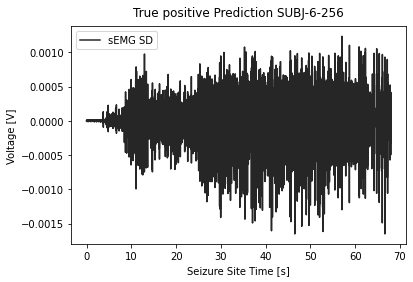 True positive Prediction SUBJ-6-256
sEMG SD
0.0010
0.0005
0.0000
−0.0005
−0.0010
−0.0015
Voltage [V]
0 10 20 30 40 50 60 70
Seizure Site Time [s]